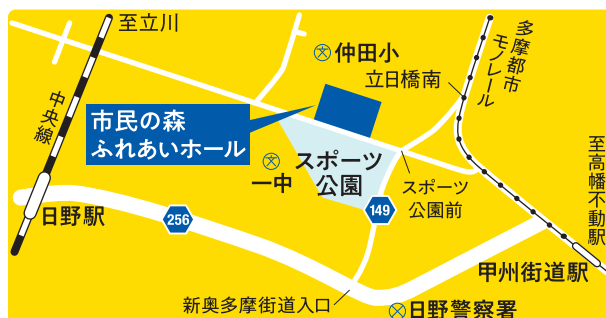 至立川
中央線
仲田小
立日橋南
多摩都市
モノレール
市民の森
ふれあいホール
一中
スポーツ
公園
スポーツ
公園前
至高幡不動駅
日野駅
256
149
甲州街道駅
新奥多摩街道入口
日野警察署